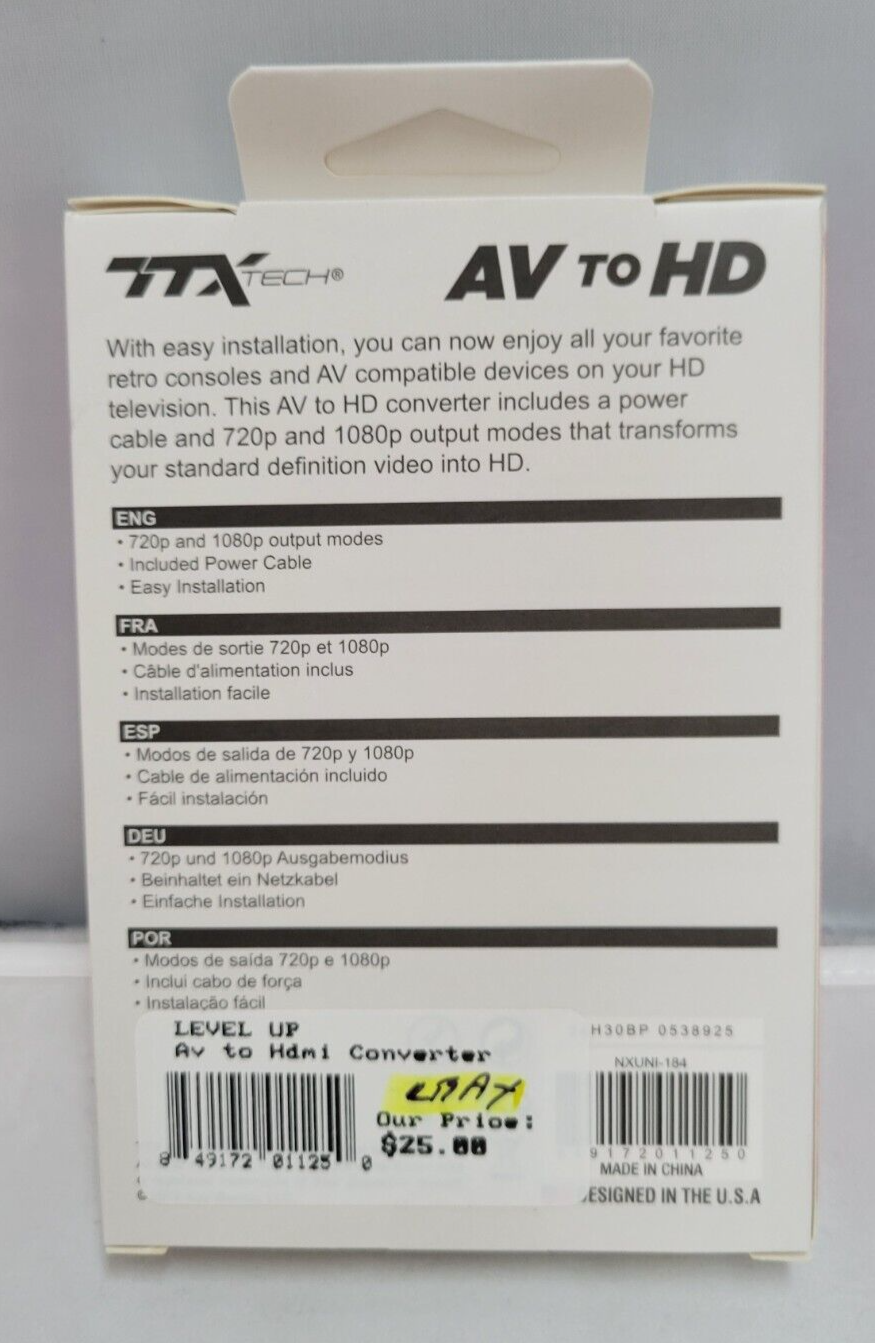 TTX TECH®
AV TO HD
With easy installation, you can now enjoy all your favorite
retro consoles and AV compatible devices on your HD
television. This AV to HD converter includes a power
cable and 720p and 1080p output modes that transforms
your standard definition video into HD.
ENG
• 720p and 1080p output modes
• Included Power Cable
• Easy Installation
FRA
• Modes de sortie 720p et 1080p
• Câble d'alimentation inclus
• Installation facile
ESP
• Modos de salida de 720p y 1080p
• Cable de alimentación incluido
• Fácil instalación
DEU
• 720p und 1080p Ausgabemodius
• Beinhaltet ein Netzkabel
• Einfache Installation
POR
• Modos de saída 720p e 1080p
• Inclui cabo de força
• Instalação fácil
LEVEL UP
Av to Hdmi Converter
Our Price:
$25.00
8 49172 01125 0
H30BP 0538925
NXUNI-184
9172011250
MADE IN CHINA
ESIGNED IN THE U.S.A